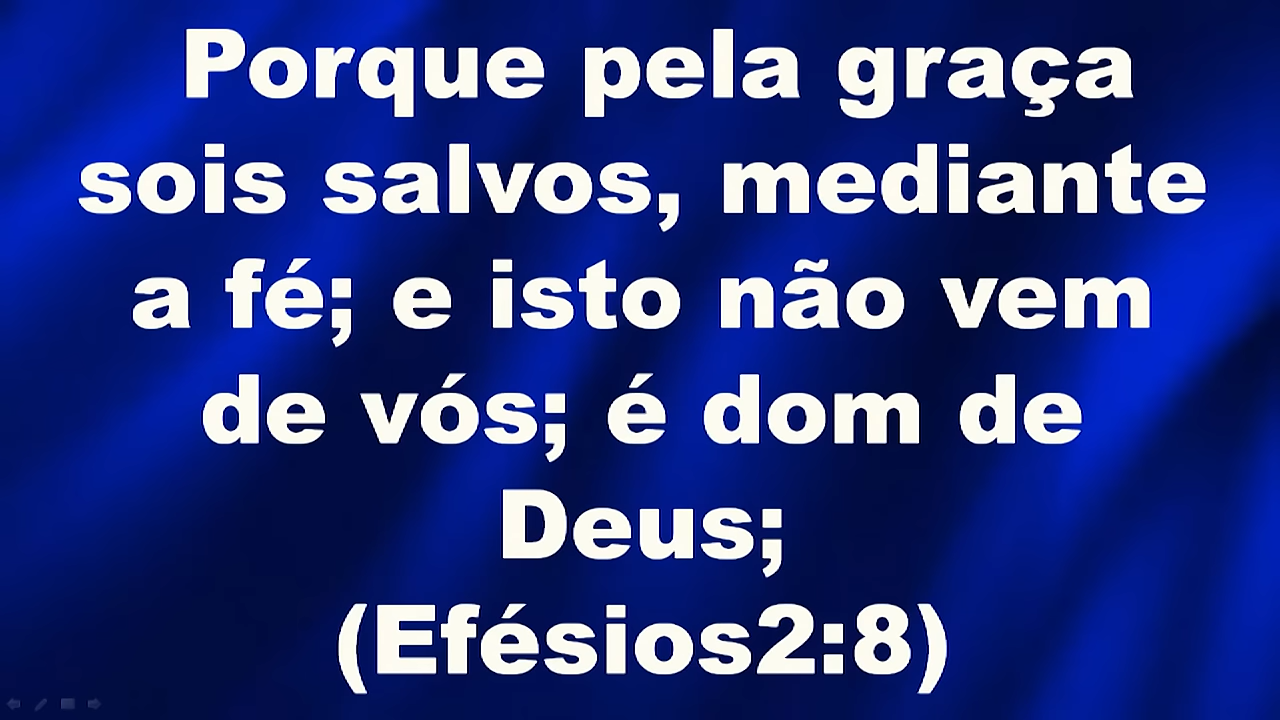 Porque pela graça
sois salvos, mediante
a fé; e isto não vem
de vós; é dom de
Deus;
(Efésios2:8)